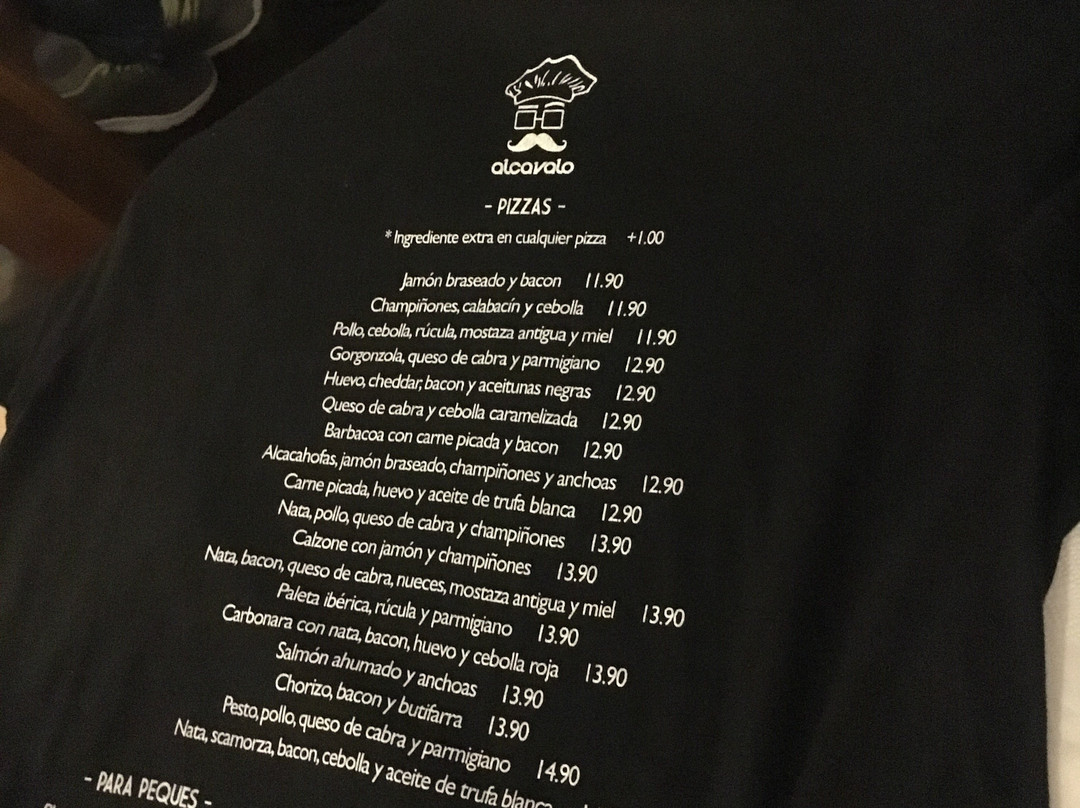 alcavalo
- PIZZAS -
* Ingrediente extra en cualquier pizza +1.00
Jamón braseado y bacon 11.90
Champiñones, calabacín y cebolla 11.90
Pollo, cebolla, rúcula, mostaza antigua y miel 11.90
Gorgonzola, queso de cabra y parmigiano 12.90
Huevo, cheddar, bacon y aceitunas negras 12.90
Queso de cabra y cebolla caramelizada 12.90
Barbacoa con carne picada y bacon 12.90
Alcacahofas, jamón braseado, champiñones y anchoas 12.90
Carne picada, huevo y aceite de trufa blanca 12.90
Nata, pollo, queso de cabra y champiñones 13.90
Calzone con jamón y champiñones 13.90
Nata, bacon, queso de cabra, nueces, mostaza antigua y miel 13.90
Paleta ibérica, rúcula y parmigiano 13.90
Carbonara con nata, bacon, huevo y cebolla roja 13.90
Salmón ahumado y anchoas 13.90
Chorizo, bacon y butifarra 13.90
Pesto, pollo, queso de cabra y parmigiano 14.90
Nata, scamorza, bacon, cebolla y aceite de trufa blanca
- PARA PEQUES -